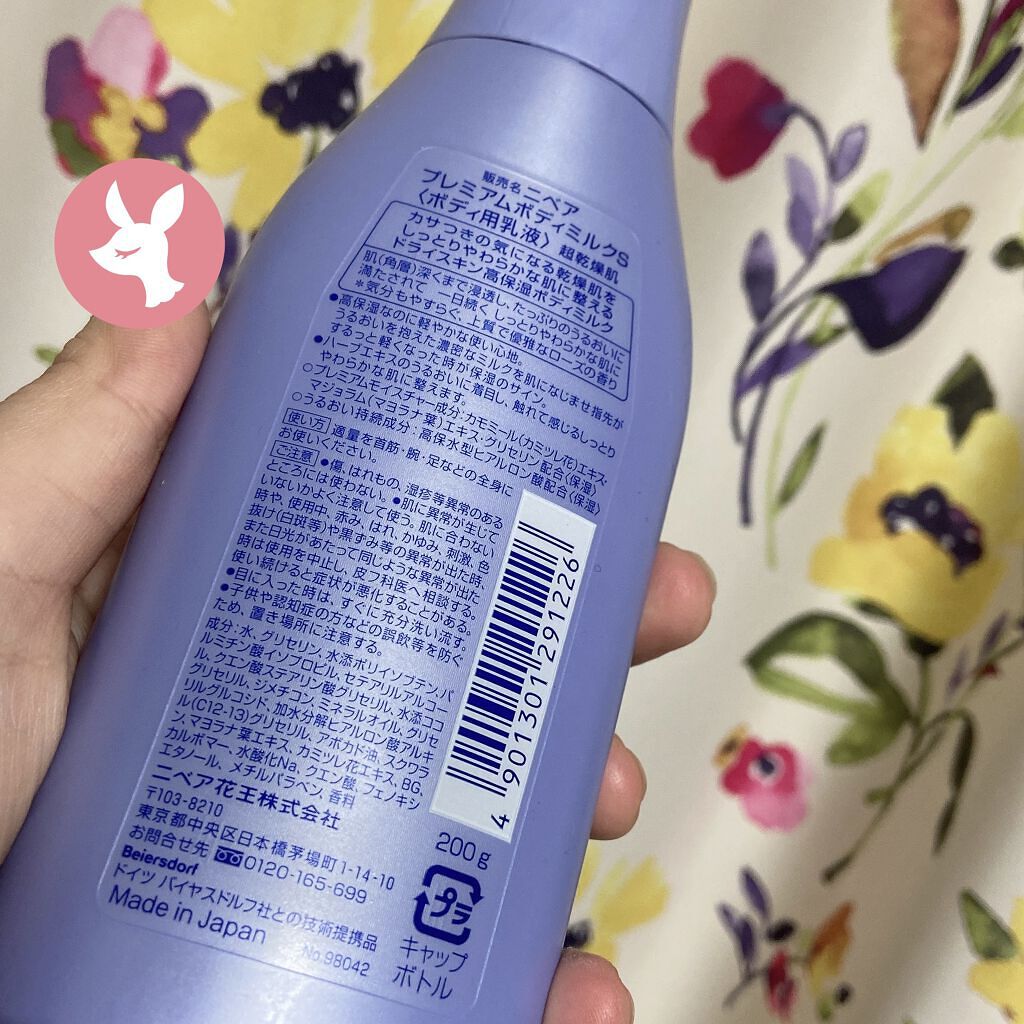 販売名 ニベア
プレミアムボディミルクS
〈ボディ用乳液〉 超乾燥肌
カサつきの気になる乾燥肌を
しっとりやわらかな肌に整える
ドライスキン高保湿ボディミルク
肌(角層)深くまで浸透し、たっぷりのうるおいに
満たされて、一日続くしっとりやわらかな肌に
*気分もやすらぐ、上質で優雅なローズの香り
●高保湿なのに軽やかな使い心地。
うるおいを抱えた濃密なミルクを肌になじませ指先が
するっと軽くなった時が保湿のサイン。
●ハーブエキスのうるおいに着目し、触れて感じるしっとり
やわらかな肌に整えます。
○プレミアムモイスチャー成分:カモミール(カミツレ花)エキス・
マジョラム(マヨラナ葉)エキス・グリセリン配合〈保湿〉
○うるおい持続成分:高保水型ヒアルロン酸配合〈保湿〉
使い方 適量を首筋・腕・足などの全身に
お使いください。
ご注意 ●傷、はれもの、湿疹等異常のある
ところには使わない。●肌に異常が生じて
いないかよく注意して使う。肌に合わない
時や、使用中、赤み、はれ、かゆみ、刺激、色
抜け(白斑等)や黒ずみ等の異常が出た時、
また日光があたって同じような異常が出た
時は使用を中止し、皮フ科医へ相談する。
使い続けると症状が悪化することがある。
●目に入った時は、すぐに充分洗い流す。
●子供や認知症の方などの誤飲等を防ぐ
ため、置き場所に注意する。
成分:水、グリセリン、水添ポリイソブテン、パ
ルミチン酸イソプロピル、セテアリルアルコー
ル、クエン酸ステアリン酸グリセリル、水添ココ
グリセリル、ジメチコン、ミネラルオイル、グリセ
リルグルコシド、加水分解ヒアルロン酸アルキ
ル(C12-13)グリセリル、アボカド油、スクワラ
ン、マヨラナ葉エキス、カミツレ花エキス、BG、
カルボマー、水酸化Na、クエン酸、フェノキシ
エタノール、メチルパラベン、香料
ニベア花王株式会社
〒103-8210
東京都中央区日本橋茅場町1-14-10
お問合せ先 0120-165-699
Beiersdorf
ドイツ バイヤスドルフ社との技術提携品
Made in Japan
No.98042
4 901301 291226
200g
プラ
キャップ
ボトル